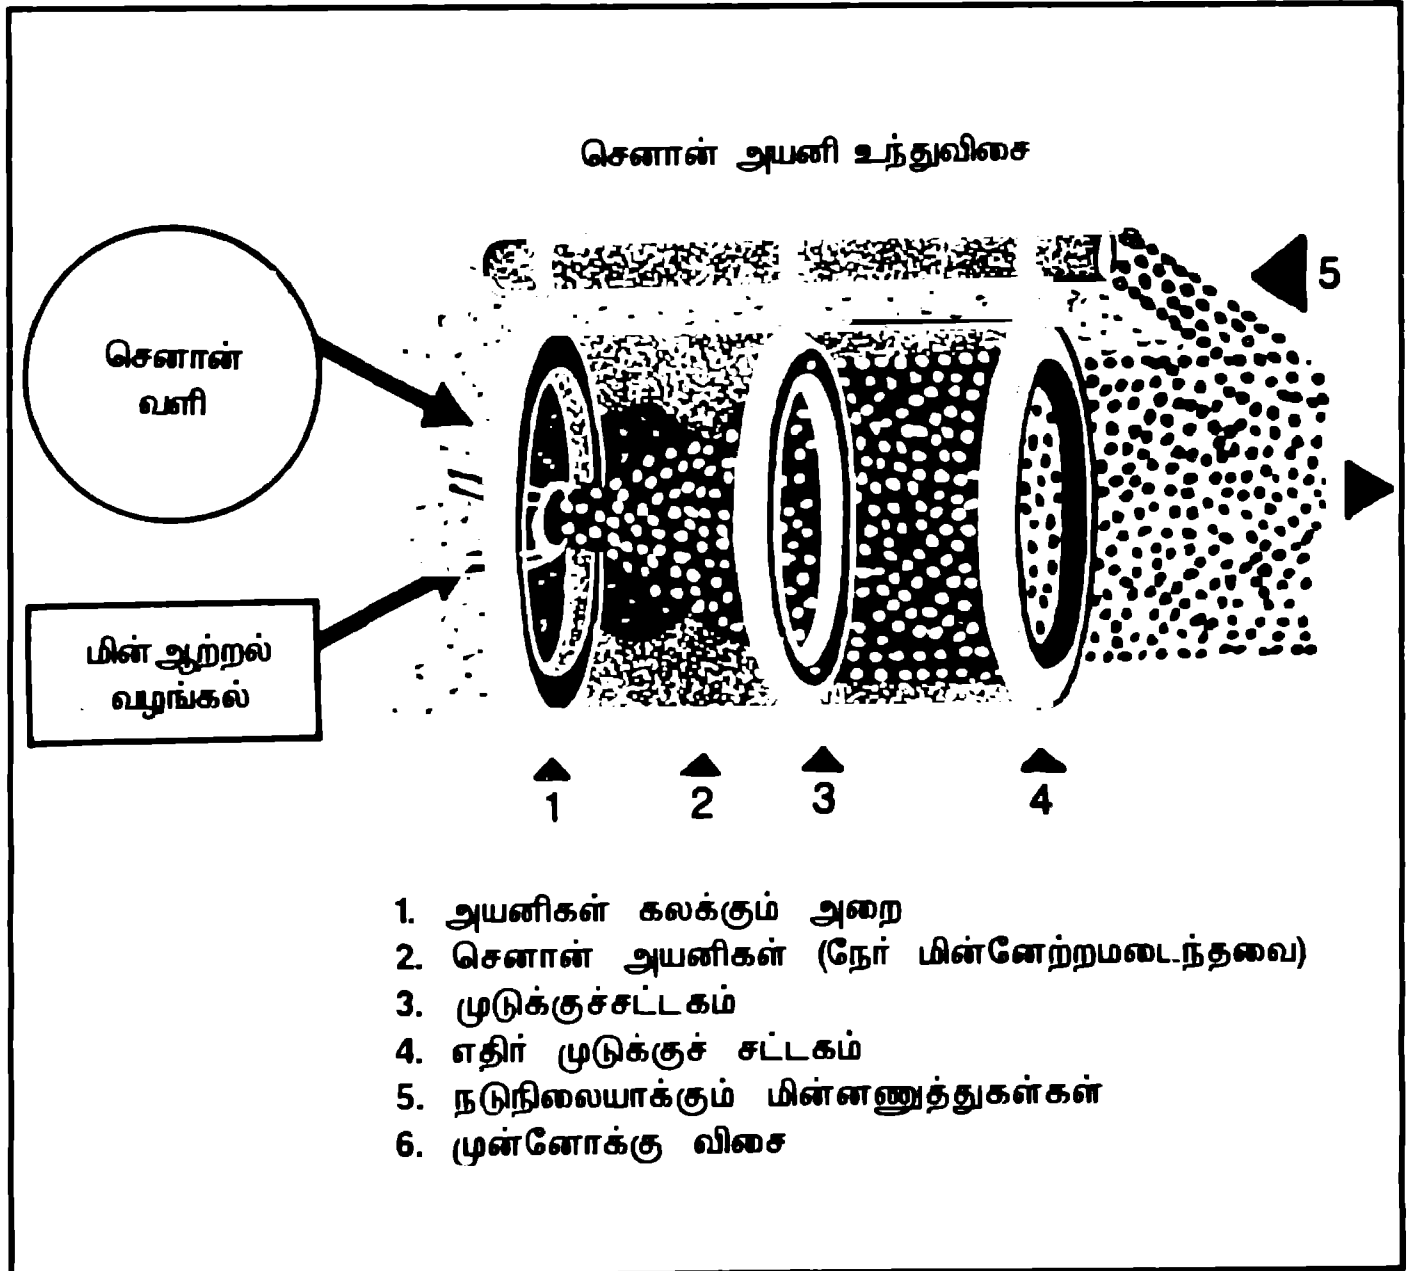 செனான் அயனி உந்துவிசை
செனான்
வளி
மின் ஆற்றல்
வழங்கல்
5
1 2 3 4
1. அயனிகள் கலக்கும் அறை
2. செனான் அயனிகள் (நேர் மின்னேற்றமடைந்தவை)
3. முடுக்குச்சட்டகம்
4. எதிர் முடுக்குச் சட்டகம்
5. நடுநிலையாக்கும் மின்னணுத்துகள்கள்
6. முன்னோக்கு விசை